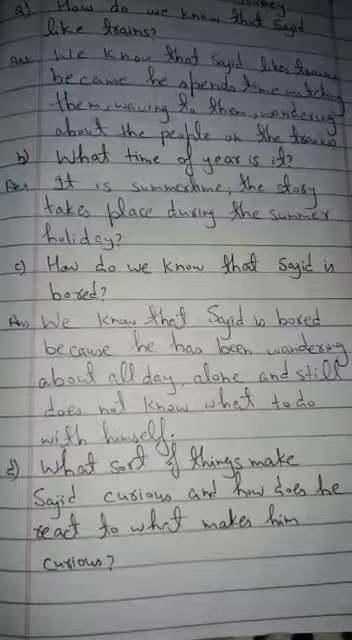 Journey
a) How do we know that Sajid
like trains?
Ans: We know that Sajid likes trains
because he spends time watching
them, waving to them, wondering
about the people on the trains.
b) What time of year is it?
Ans. It is summertime, the story
takes place during the summer
holiday?
c) How do we know that Sajid is
bored?
Ans We know that Sajid is bored
because he has been wandering
about all day, alone and still
does not know what to do
with himself.
d) What sort of things make
Sajid curious and how does he
react to what makes him
curious?